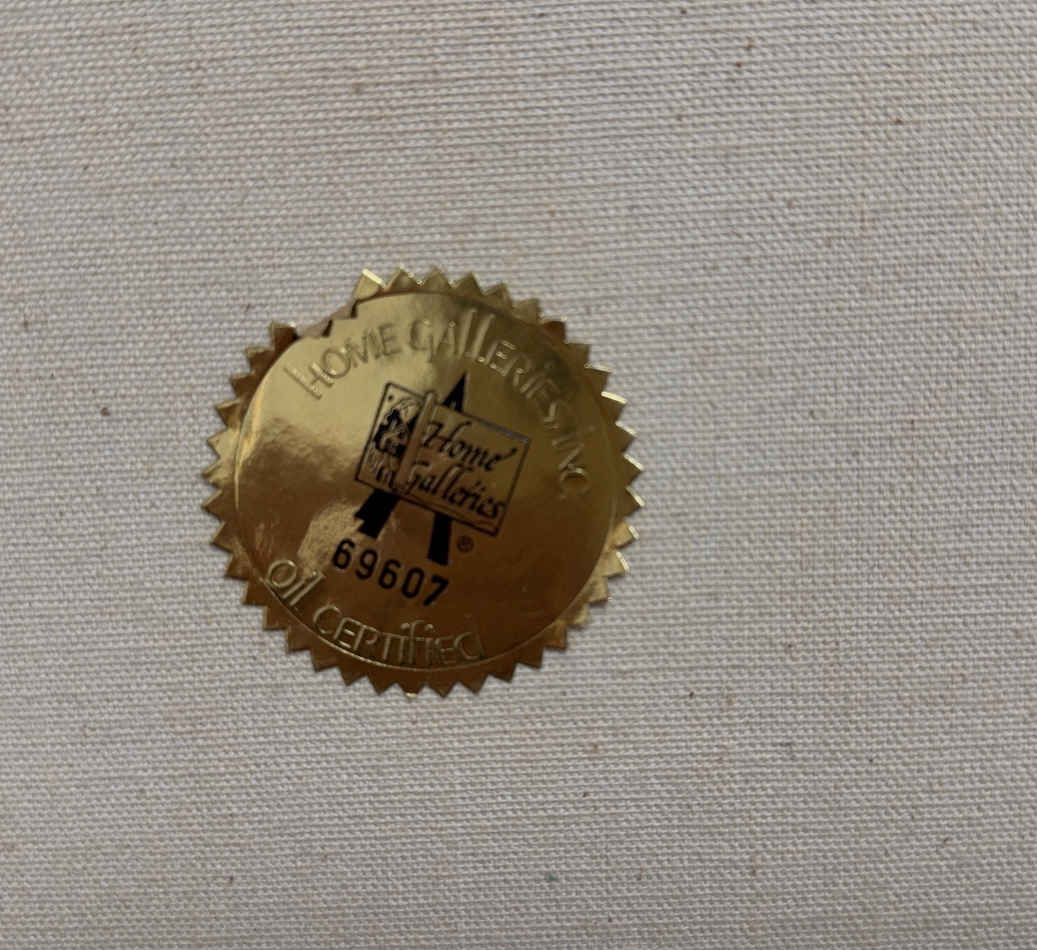 HOME GALLERIES INC
Home
Galleries
®
69607
OIL CERTIFIED